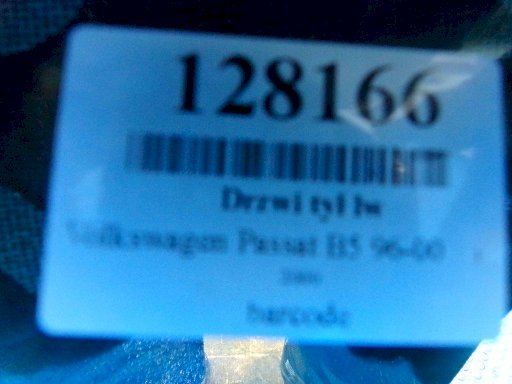 128166
Drzwi tył lw
Volkswagen Passat B5 96-00
barcode